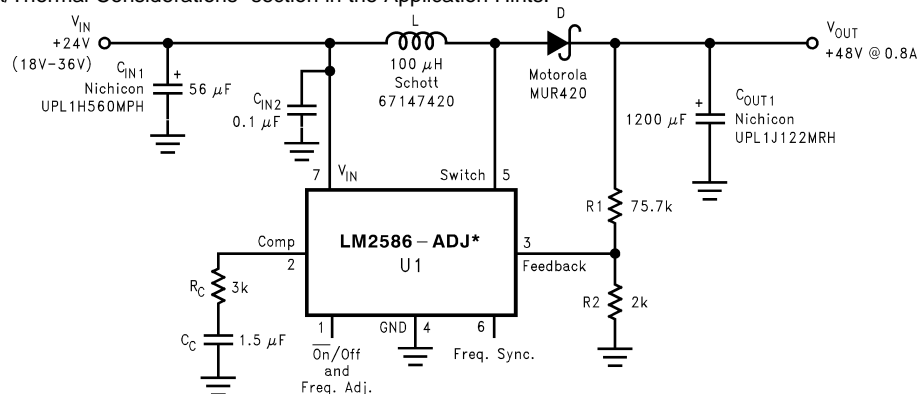 /Thermal Considerations" section in the Application Hints.
V_IN
+24V
(18V-36V)
C_IN1
Nichicon
UPL1H560MPH
+
56 μF
C_IN2
0.1 μF
L
100 μH
Schott
67147420
D
Motorola
MUR420
V_OUT
+48V @ 0.8A
+
1200 μF
C_OUT1
Nichicon
UPL1J122MRH
7
V_IN
Switch
5
R1
75.7k
LM2586-ADJ*
U1
Comp
2
3
Feedback
R_C
3k
R2
2k
C_C
1.5 μF
1
On/Off
and
Freq. Adj.
GND
4
6
Freq. Sync.